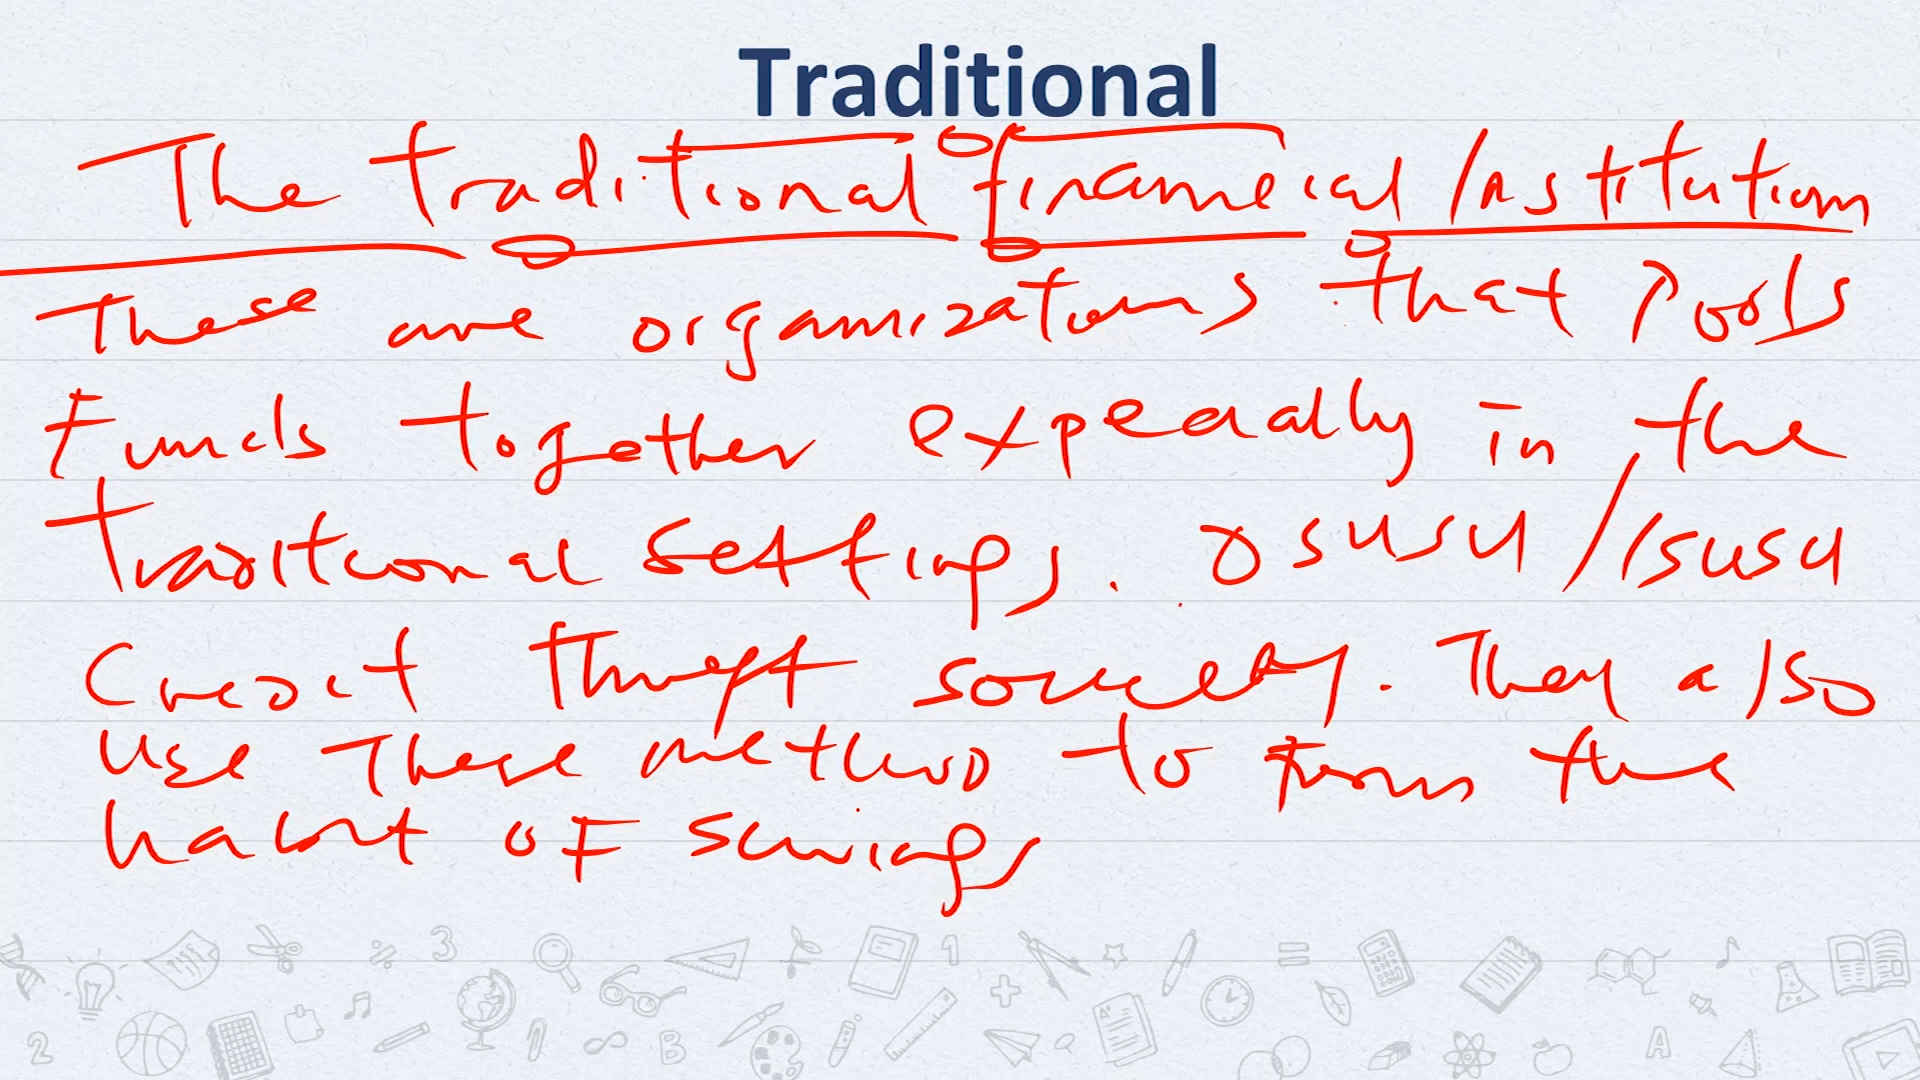 Traditional
The traditional financial Institution
These are organizations that Pools
Funds together expecially in the
Traditional settings. Osusu/Isusu
Credit thrift society. They also
use These method to form the
habit of savings